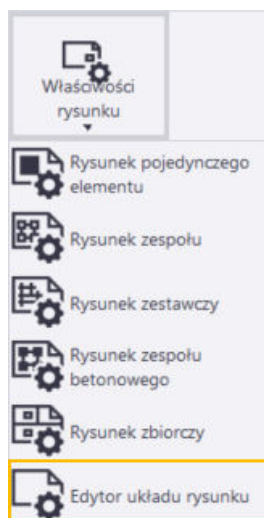 Właściwości
rysunku
Rysunek pojedynczego
elementu
Rysunek zespołu
Rysunek zestawczy
Rysunek zespołu
betonowego
Rysunek zbiorczy
Edytor układu rysunku